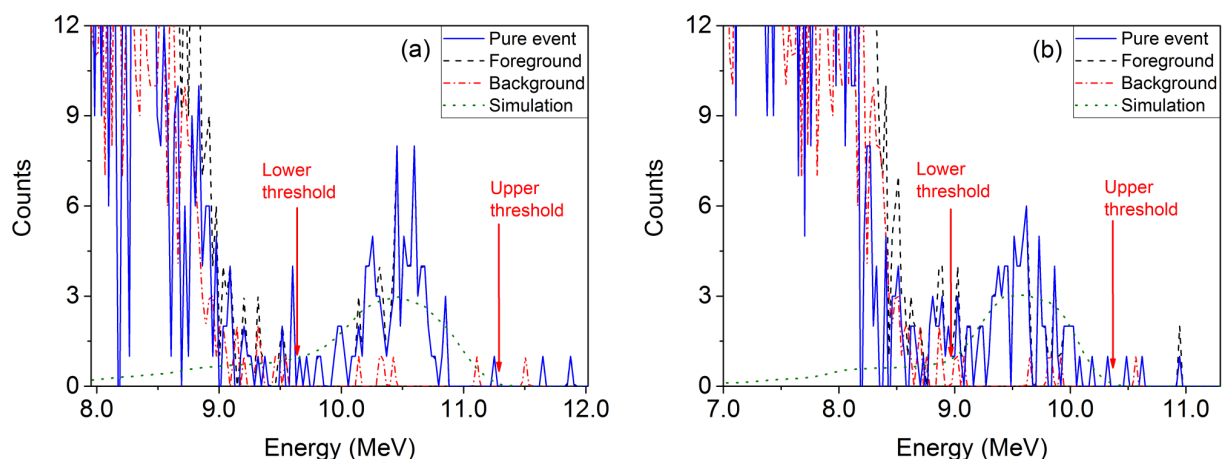 12
9
6
3
0
Counts
8.0 9.0 10.0 11.0 12.0
Energy (MeV)
(a)
Pure event
Foreground
Background
Simulation
Lower
threshold
Upper
threshold
12
9
6
3
0
Counts
7.0 8.0 9.0 10.0 11.0
Energy (MeV)
(b)
Pure event
Foreground
Background
Simulation
Lower
threshold
Upper
threshold